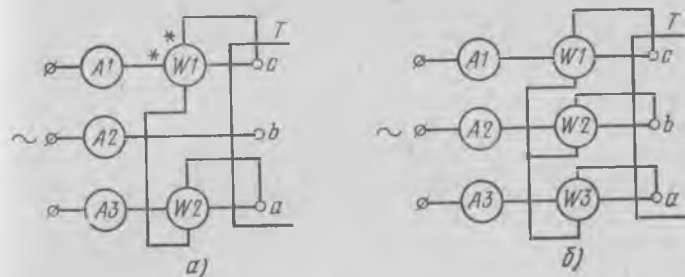 T
* *
A1 W1 c
~ A2 b
A3 W2 a
а)
T
A1 W1 c
~ A2 W2 b
A3 W3 a
б)